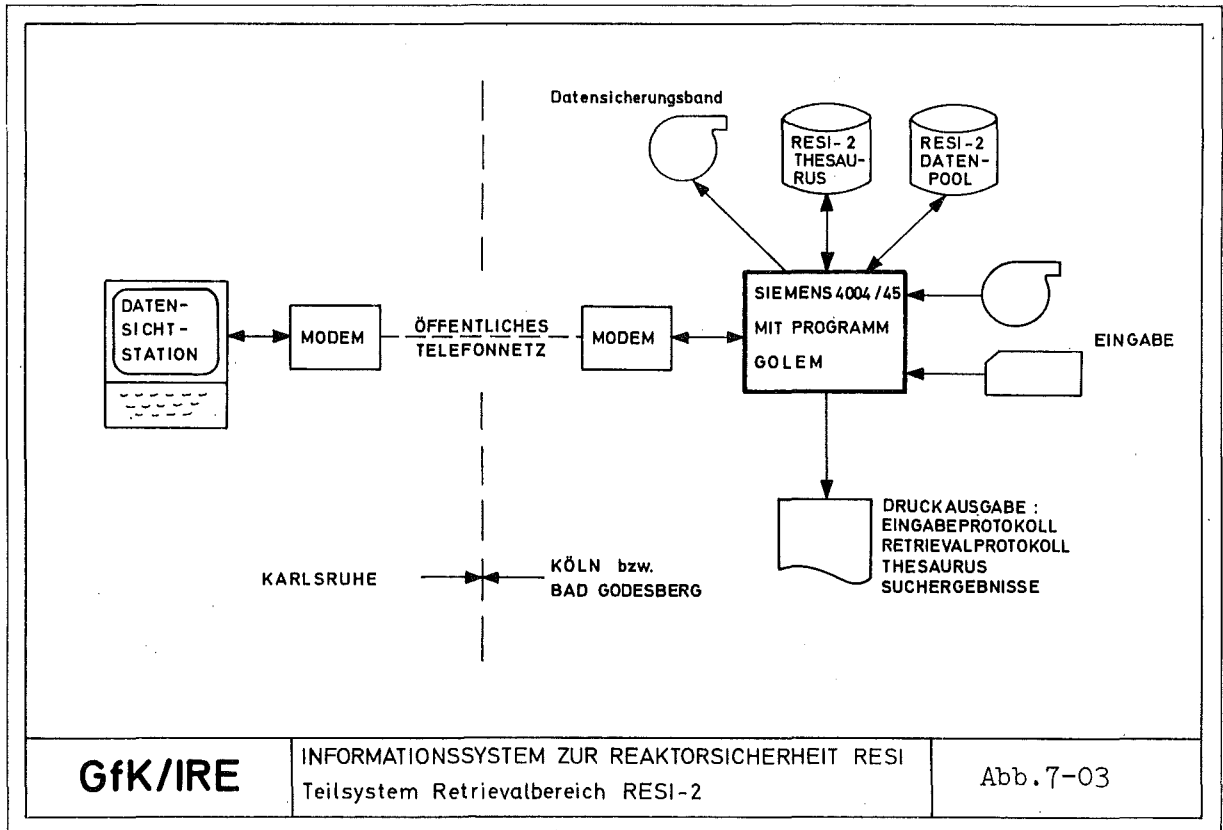 Datensicherungsband
RESI-2
THESAU-
RUS
RESI-2
DATEN-
POOL
DATEN-
SICHT-
STATION
MODEM
ÖFFENTLICHES
TELEFONNETZ
MODEM
SIEMENS 4004/45
MIT PROGRAMM
GOLEM
EINGABE
DRUCKAUSGABE :
EINGABEPROTOKOLL
RETRIEVALPROTOKOLL
THESAURUS
SUCHERGEBNISSE
KARLSRUHE
KÖLN bzw.
BAD GODESBERG
GfK/IRE
INFORMATIONSSYSTEM ZUR REAKTORSICHERHEIT RESI
Teilsystem Retrievalbereich RESI-2
Abb.7-03